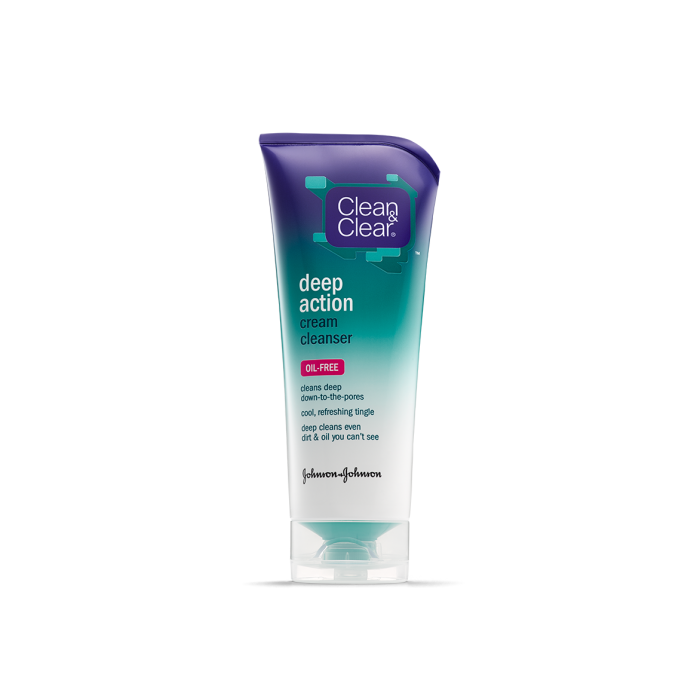 Clean &
Clear®
™
deep
action
cream
cleanser
OIL-FREE
cleans deep
down-to-the-pores
cool, refreshing tingle
deep cleans even
dirt & oil you can't see
Johnson & Johnson